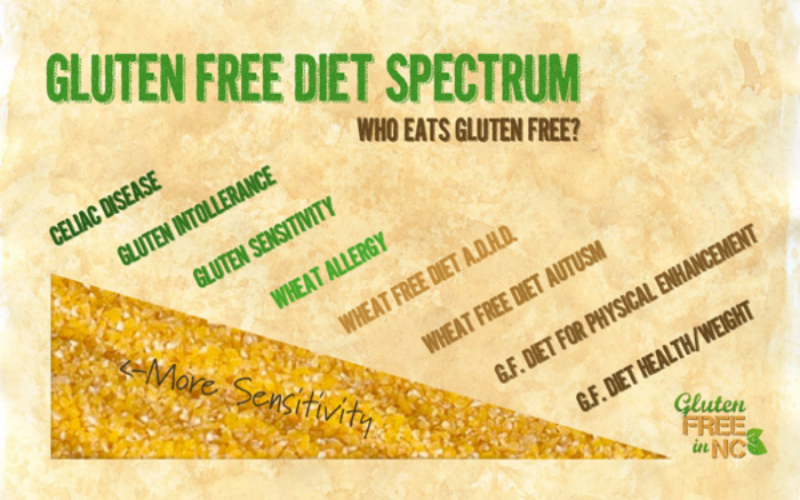 GLUTEN FREE DIET SPECTRUM
WHO EATS GLUTEN FREE?
CELIAC DISEASE
GLUTEN INTOLLERANCE
GLUTEN SENSITIVITY
WHEAT ALLERGY
WHEAT FREE DIET A.D.H.D.
WHEAT FREE DIET AUTUSM
G.F. DIET FOR PHYSICAL ENHANCEMENT
G.F. DIET HEALTH/WEIGHT
<-More Sensitivity
Gluten
FREE
in NC